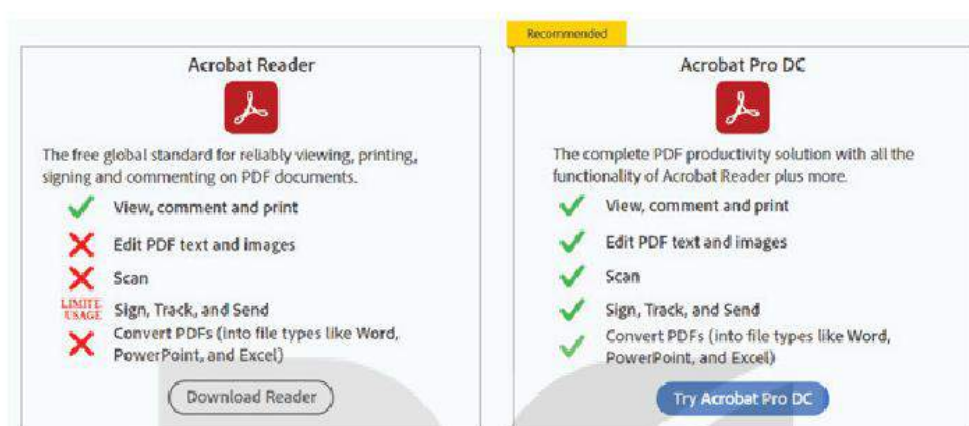 Recommended
Acrobat Reader
The free global standard for reliably viewing, printing,
signing and commenting on PDF documents.
View, comment and print
Edit PDF text and images
Scan
LIMITE
USAGE
Sign, Track, and Send
Convert PDFs (into file types like Word,
PowerPoint, and Excel)
Download Reader
Acrobat Pro DC
The complete PDF productivity solution with all the
functionality of Acrobat Reader plus more.
View, comment and print
Edit PDF text and images
Scan
Sign, Track, and Send
Convert PDFs (into file types like Word,
PowerPoint, and Excel)
Try Acrobat Pro DC